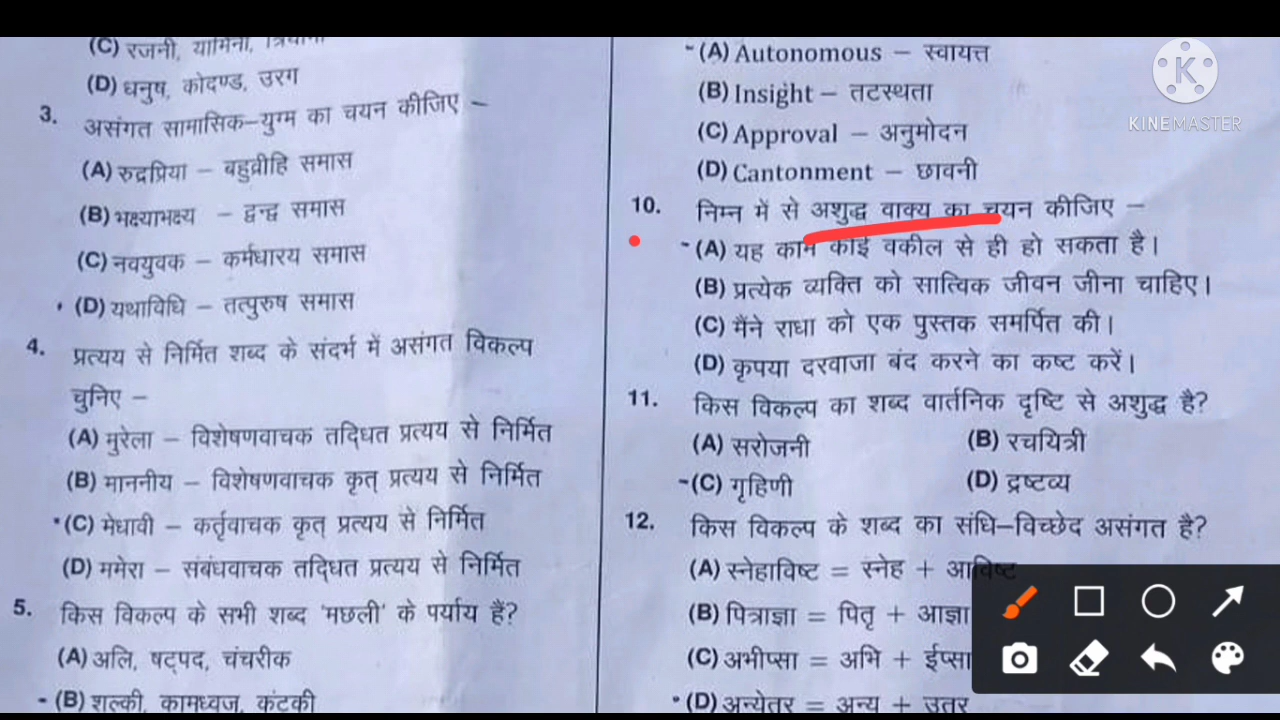 (C) रजनी, यामिनी, त्रियामा
(D) धनुष, कोदण्ड, उरग
3. असंगत सामासिक–युग्म का चयन कीजिए –
(A) रुद्रप्रिया – बहुव्रीहि समास
(B) भक्ष्याभक्ष्य – द्वन्द्व समास
(C) नवयुवक – कर्मधारय समास
(D) यथाविधि – तत्पुरुष समास
4. प्रत्यय से निर्मित शब्द के संदर्भ में असंगत विकल्प
चुनिए –
(A) मुरेला – विशेषणवाचक तद्धित प्रत्यय से निर्मित
(B) माननीय – विशेषणवाचक कृत् प्रत्यय से निर्मित
(C) मेधावी – कर्तृवाचक कृत् प्रत्यय से निर्मित
(D) ममेरा – संबंधवाचक तद्धित प्रत्यय से निर्मित
5. किस विकल्प के सभी शब्द 'मछली' के पर्याय हैं?
(A) अलि, षट्पद, चंचरीक
(B) शल्की, कामध्वज, कंटकी
(A) Autonomous – स्वायत्त
(B) Insight – तटस्थता
(C) Approval – अनुमोदन
(D) Cantonment – छावनी
10. निम्न में से अशुद्ध वाक्य का चयन कीजिए –
(A) यह काम कोई वकील से ही हो सकता है।
(B) प्रत्येक व्यक्ति को सात्विक जीवन जीना चाहिए।
(C) मैंने राधा को एक पुस्तक समर्पित की।
(D) कृपया दरवाजा बंद करने का कष्ट करें।
11. किस विकल्प का शब्द वार्तनिक दृष्टि से अशुद्ध है?
(A) सरोजनी (B) रचयित्री
(C) गृहिणी (D) द्रष्टव्य
12. किस विकल्प के शब्द का संधि–विच्छेद असंगत है?
(A) स्नेहाविष्ट = स्नेह + आविष्ट
(B) पित्राज्ञा = पितृ + आज्ञा
(C) अभीप्सा = अभि + ईप्सा
(D) अन्येतर = अन्य + उतर
K
KINEMASTER